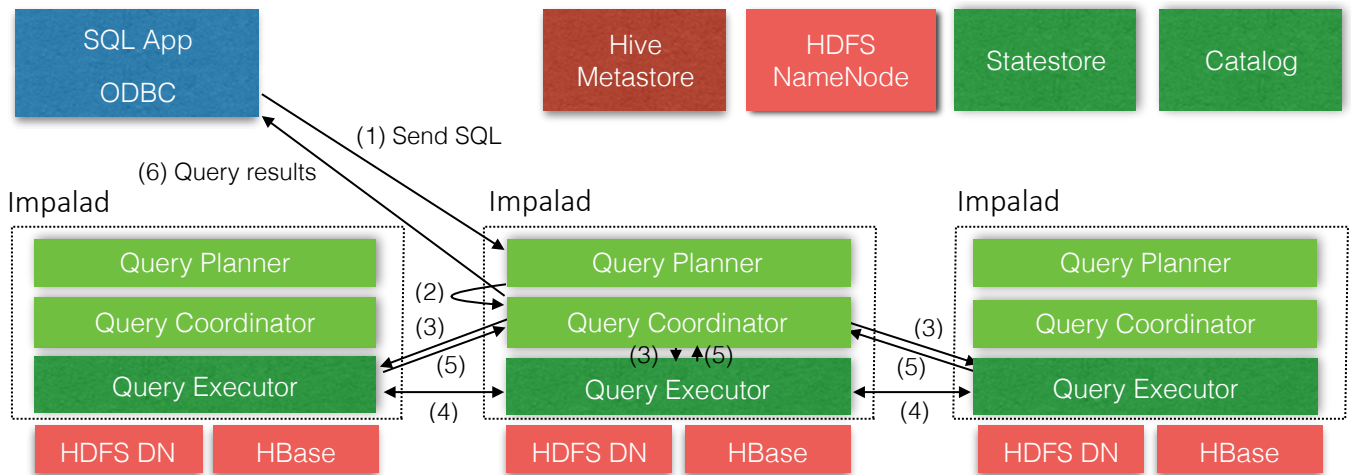 SQL App
ODBC
Hive
Metastore
HDFS
NameNode
Statestore
Catalog
(1) Send SQL
(6) Query results
Impalad
Impalad
Impalad
Query Planner
Query Planner
Query Planner
(2)
Query Coordinator
Query Coordinator
Query Coordinator
(3)
(3)
(3)
(5)
(5)
(5)
Query Executor
Query Executor
Query Executor
(4)
(4)
HDFS DN
HBase
HDFS DN
HBase
HDFS DN
HBase